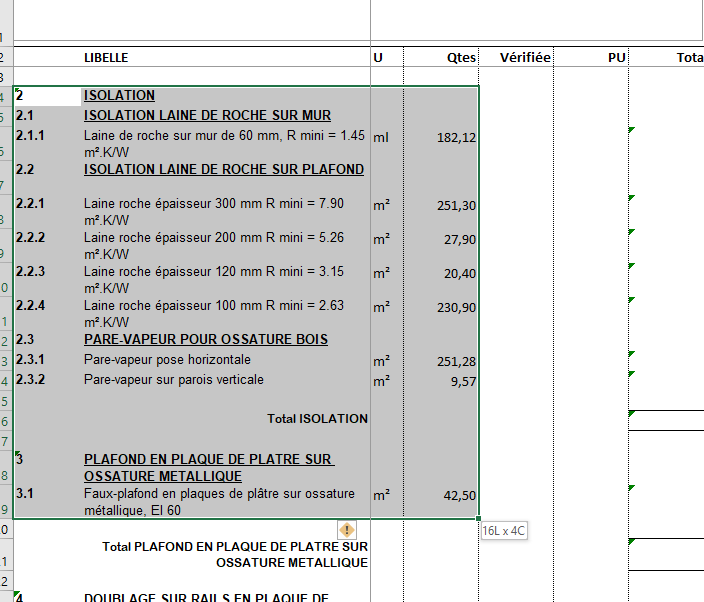 LIBELLE U Qtes Vérifiée PU Tota
2 ISOLATION
2.1 ISOLATION LAINE DE ROCHE SUR MUR
2.1.1 Laine de roche sur mur de 60 mm, R mini = 1.45 ml 182,12
m².K/W
2.2 ISOLATION LAINE DE ROCHE SUR PLAFOND
2.2.1 Laine roche épaisseur 300 mm R mini = 7.90 m² 251,30
m².K/W
2.2.2 Laine roche épaisseur 200 mm R mini = 5.26 m² 27,90
m².K/W
2.2.3 Laine roche épaisseur 120 mm R mini = 3.15 m² 20,40
m².K/W
2.2.4 Laine roche épaisseur 100 mm R mini = 2.63 m² 230,90
m².K/W
2.3 PARE-VAPEUR POUR OSSATURE BOIS
2.3.1 Pare-vapeur pose horizontale m² 251,28
2.3.2 Pare-vapeur sur parois verticale m² 9,57
Total ISOLATION
3 PLAFOND EN PLAQUE DE PLATRE SUR
OSSATURE METALLIQUE
3.1 Faux-plafond en plaques de plâtre sur ossature m² 42,50
métallique, EI 60
16L x 4C
Total PLAFOND EN PLAQUE DE PLATRE SUR
OSSATURE METALLIQUE
4 DOUBLAGE SUR RAILS EN PLAQUE DE